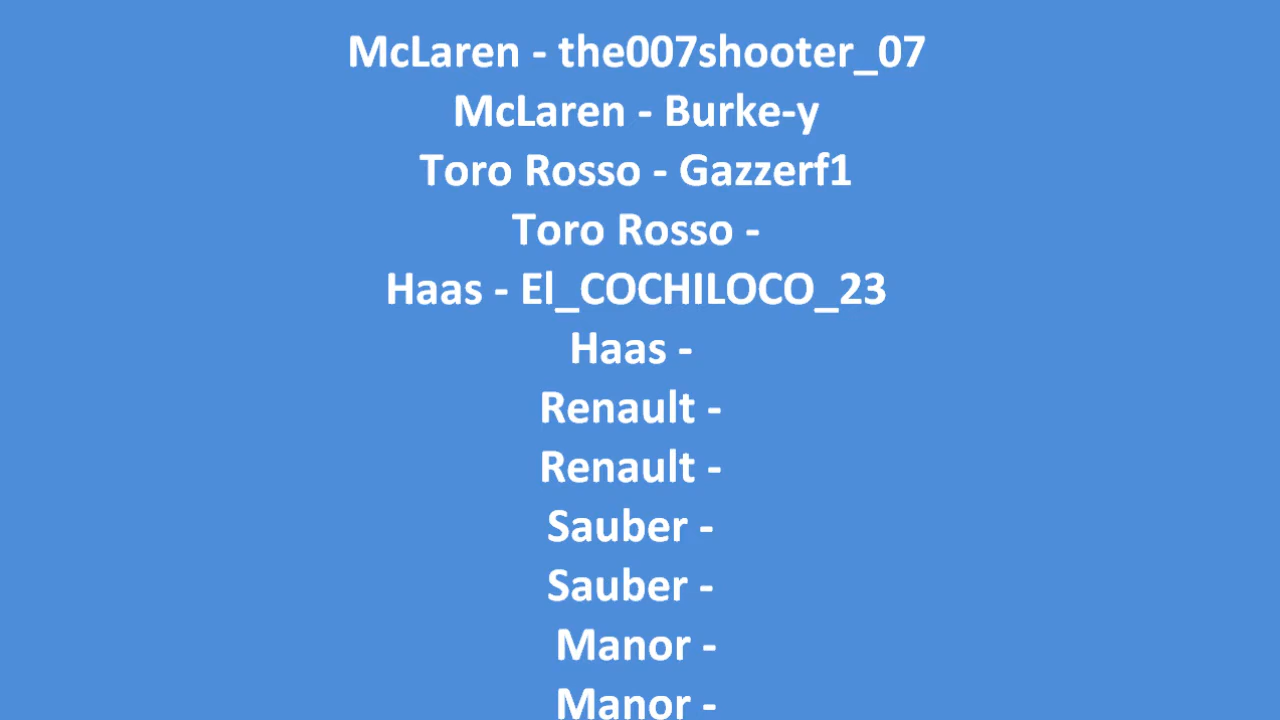 McLaren - the007shooter_07
McLaren - Burke-y
Toro Rosso - Gazzerf1
Toro Rosso -
Haas - El_COCHILOCO_23
Haas -
Renault -
Renault -
Sauber -
Sauber -
Manor -
Manor -